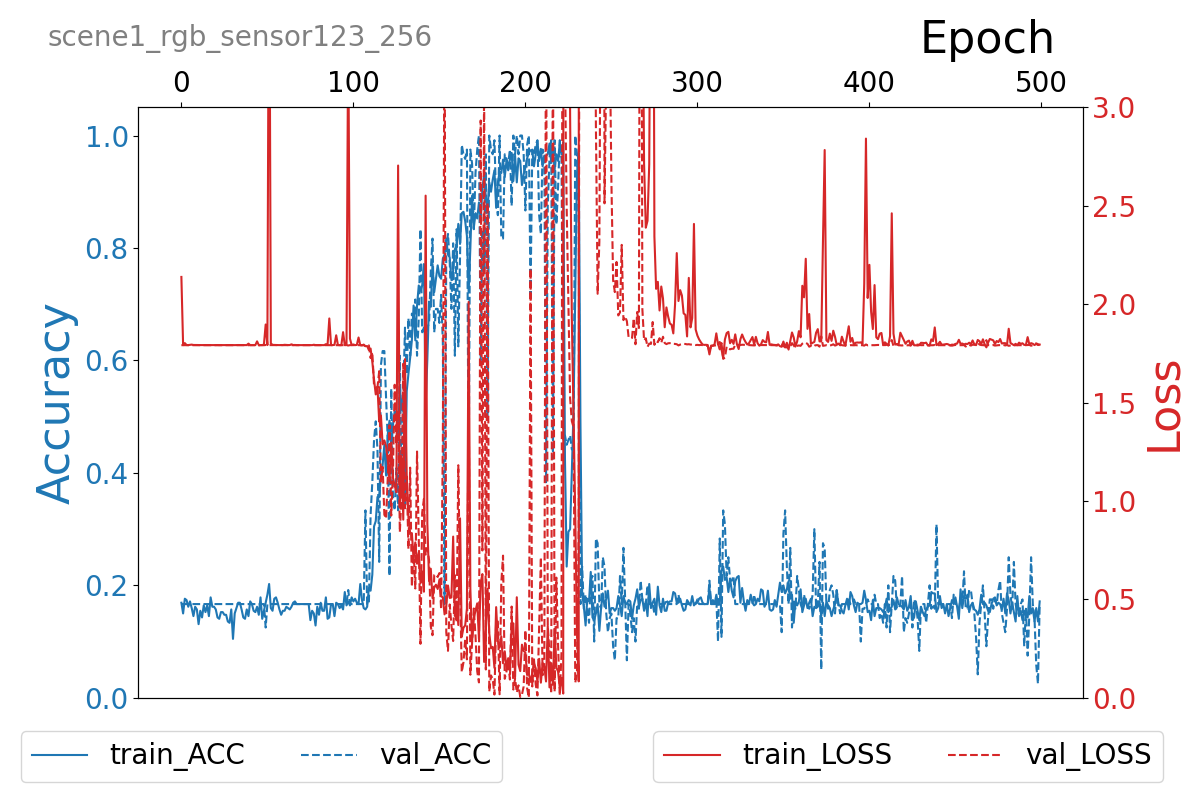 scene1_rgb_sensor123_256
Epoch
0 100 200 300 400 500
1.0
0.8
0.6
0.4
0.2
0.0
Accuracy
3.0
2.5
2.0
1.5
1.0
0.5
0.0
Loss
train_ACC val_ACC
train_LOSS val_LOSS